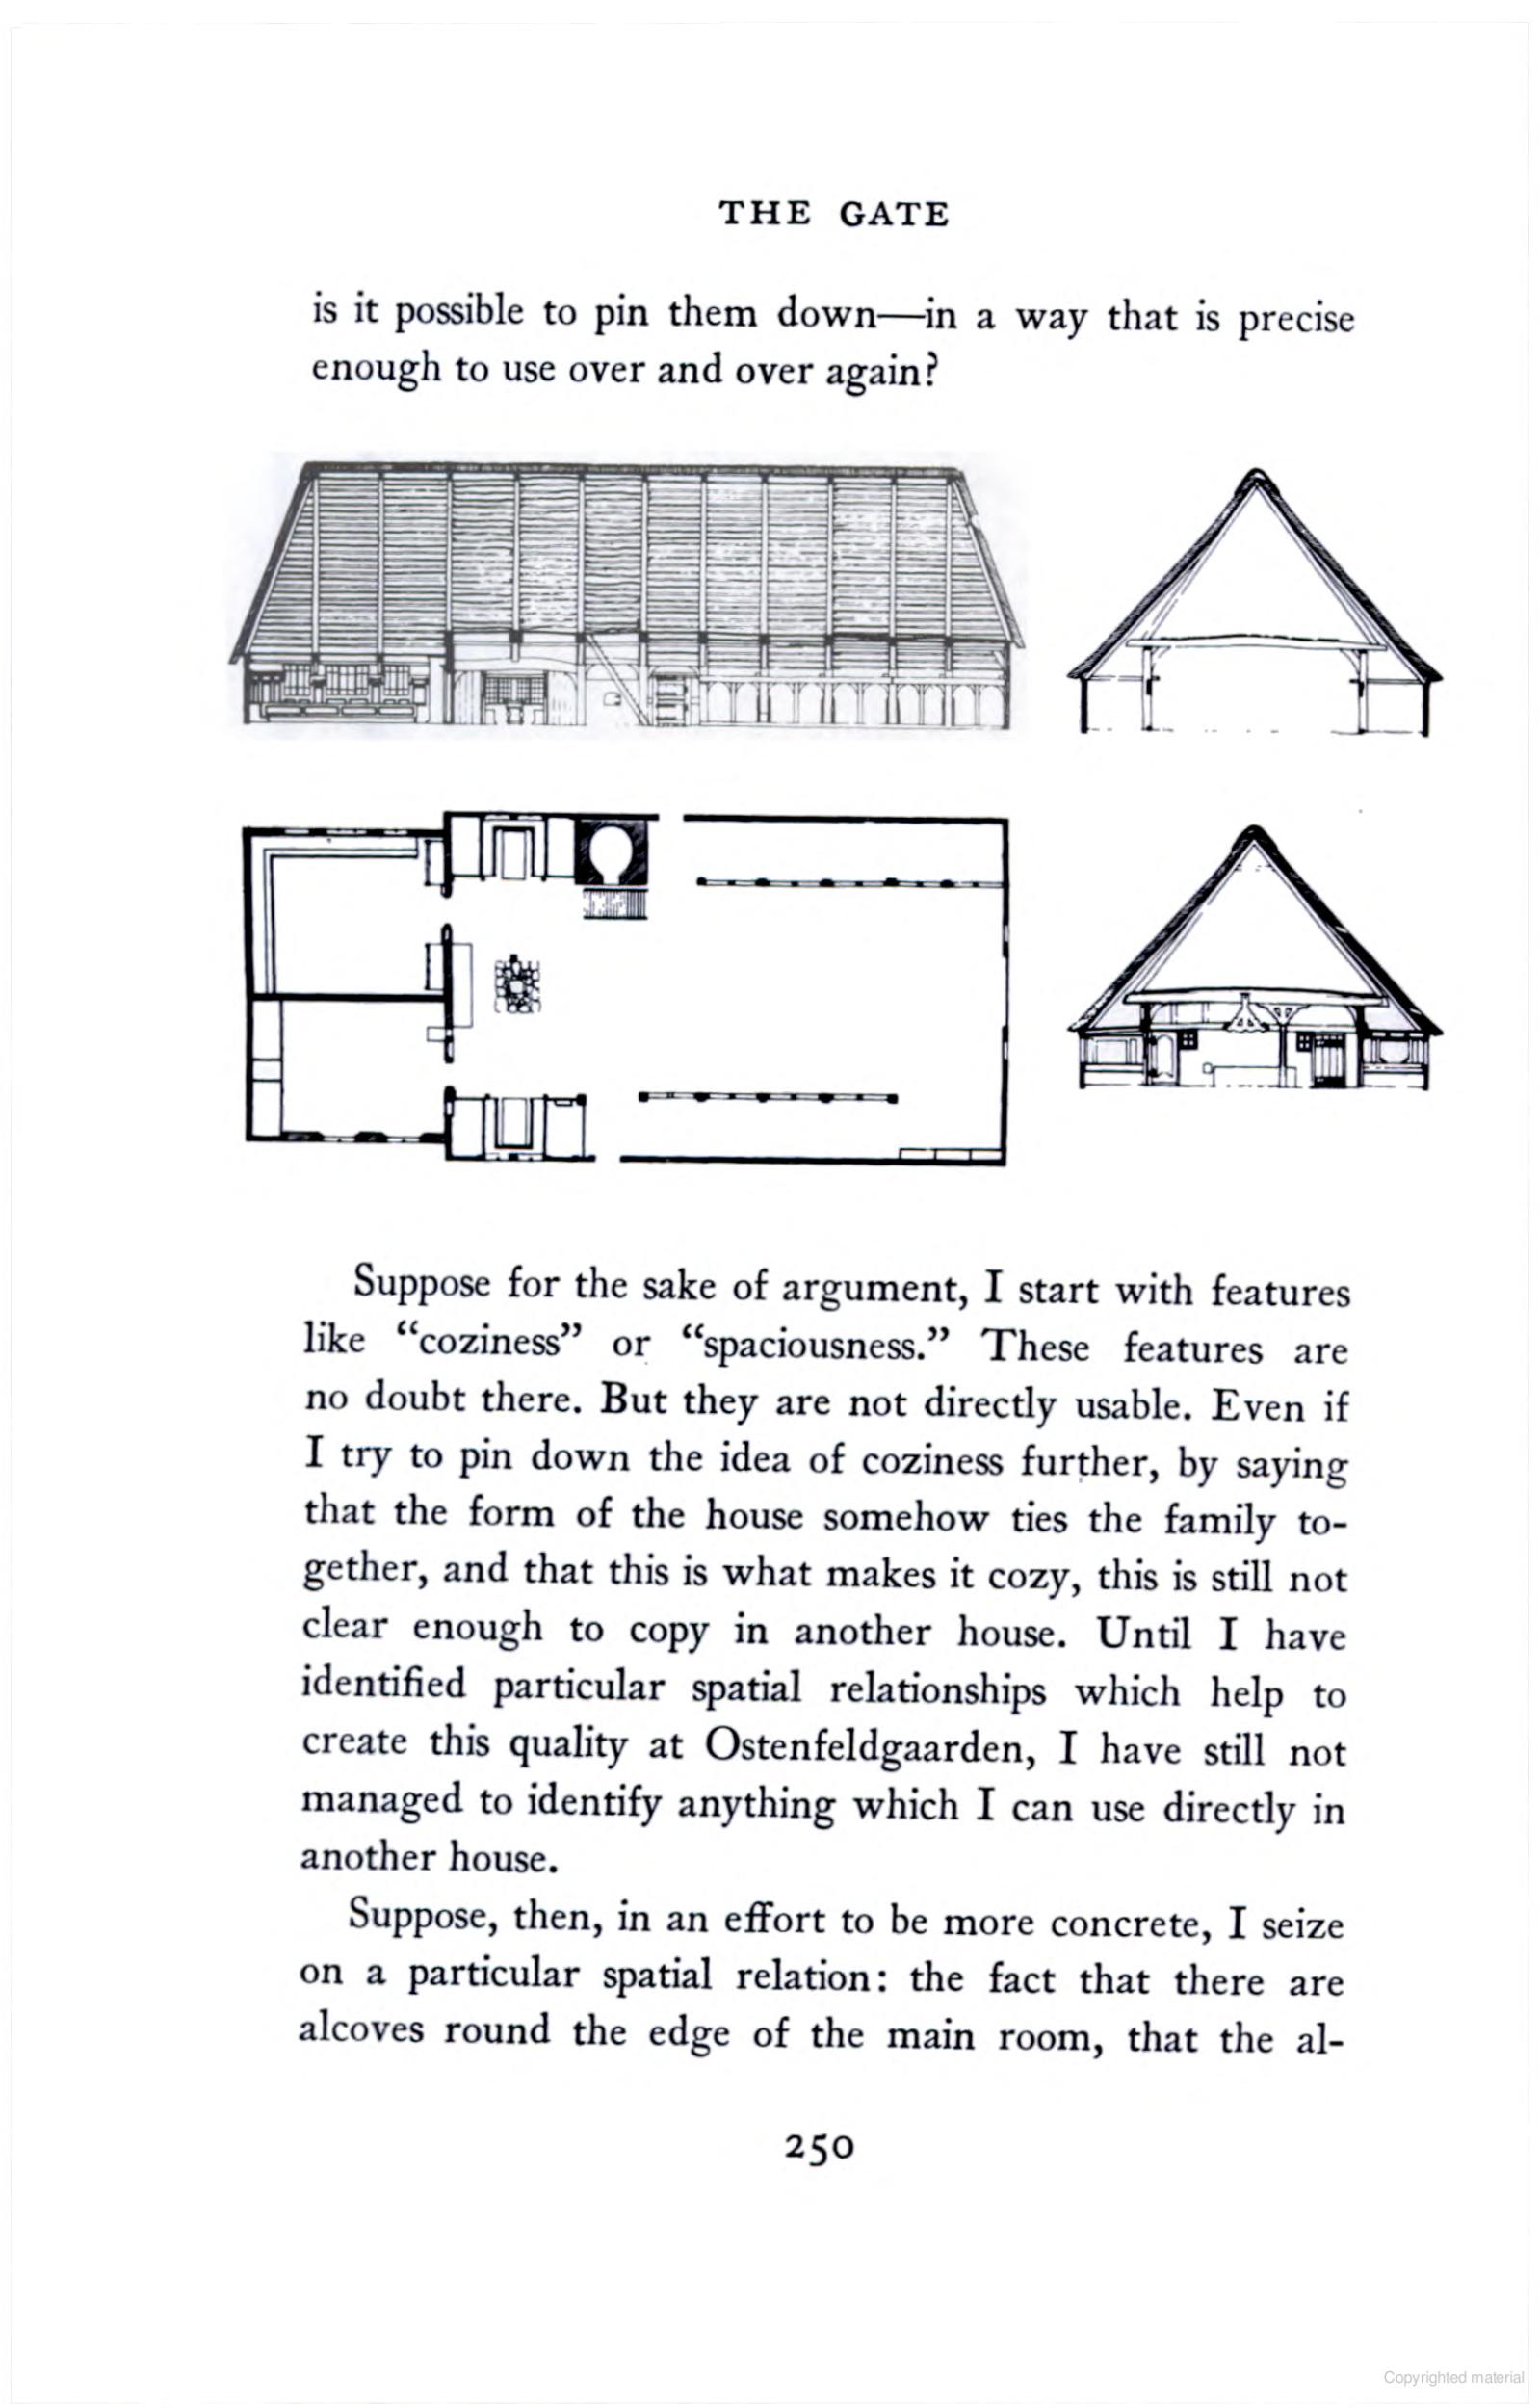 THE GATE
is it possible to pin them down—in a way that is precise
enough to use over and over again?
Suppose for the sake of argument, I start with features
like “coziness” or “spaciousness.” These features are
no doubt there. But they are not directly usable. Even if
I try to pin down the idea of coziness further, by saying
that the form of the house somehow ties the family to-
gether, and that this is what makes it cozy, this is still not
clear enough to copy in another house. Until I have
identified particular spatial relationships which help to
create this quality at Ostenfeldgaarden, I have still not
managed to identify anything which I can use directly in
another house.
Suppose, then, in an effort to be more concrete, I seize
on a particular spatial relation: the fact that there are
alcoves round the edge of the main room, that the al-
250
Copyrighted material